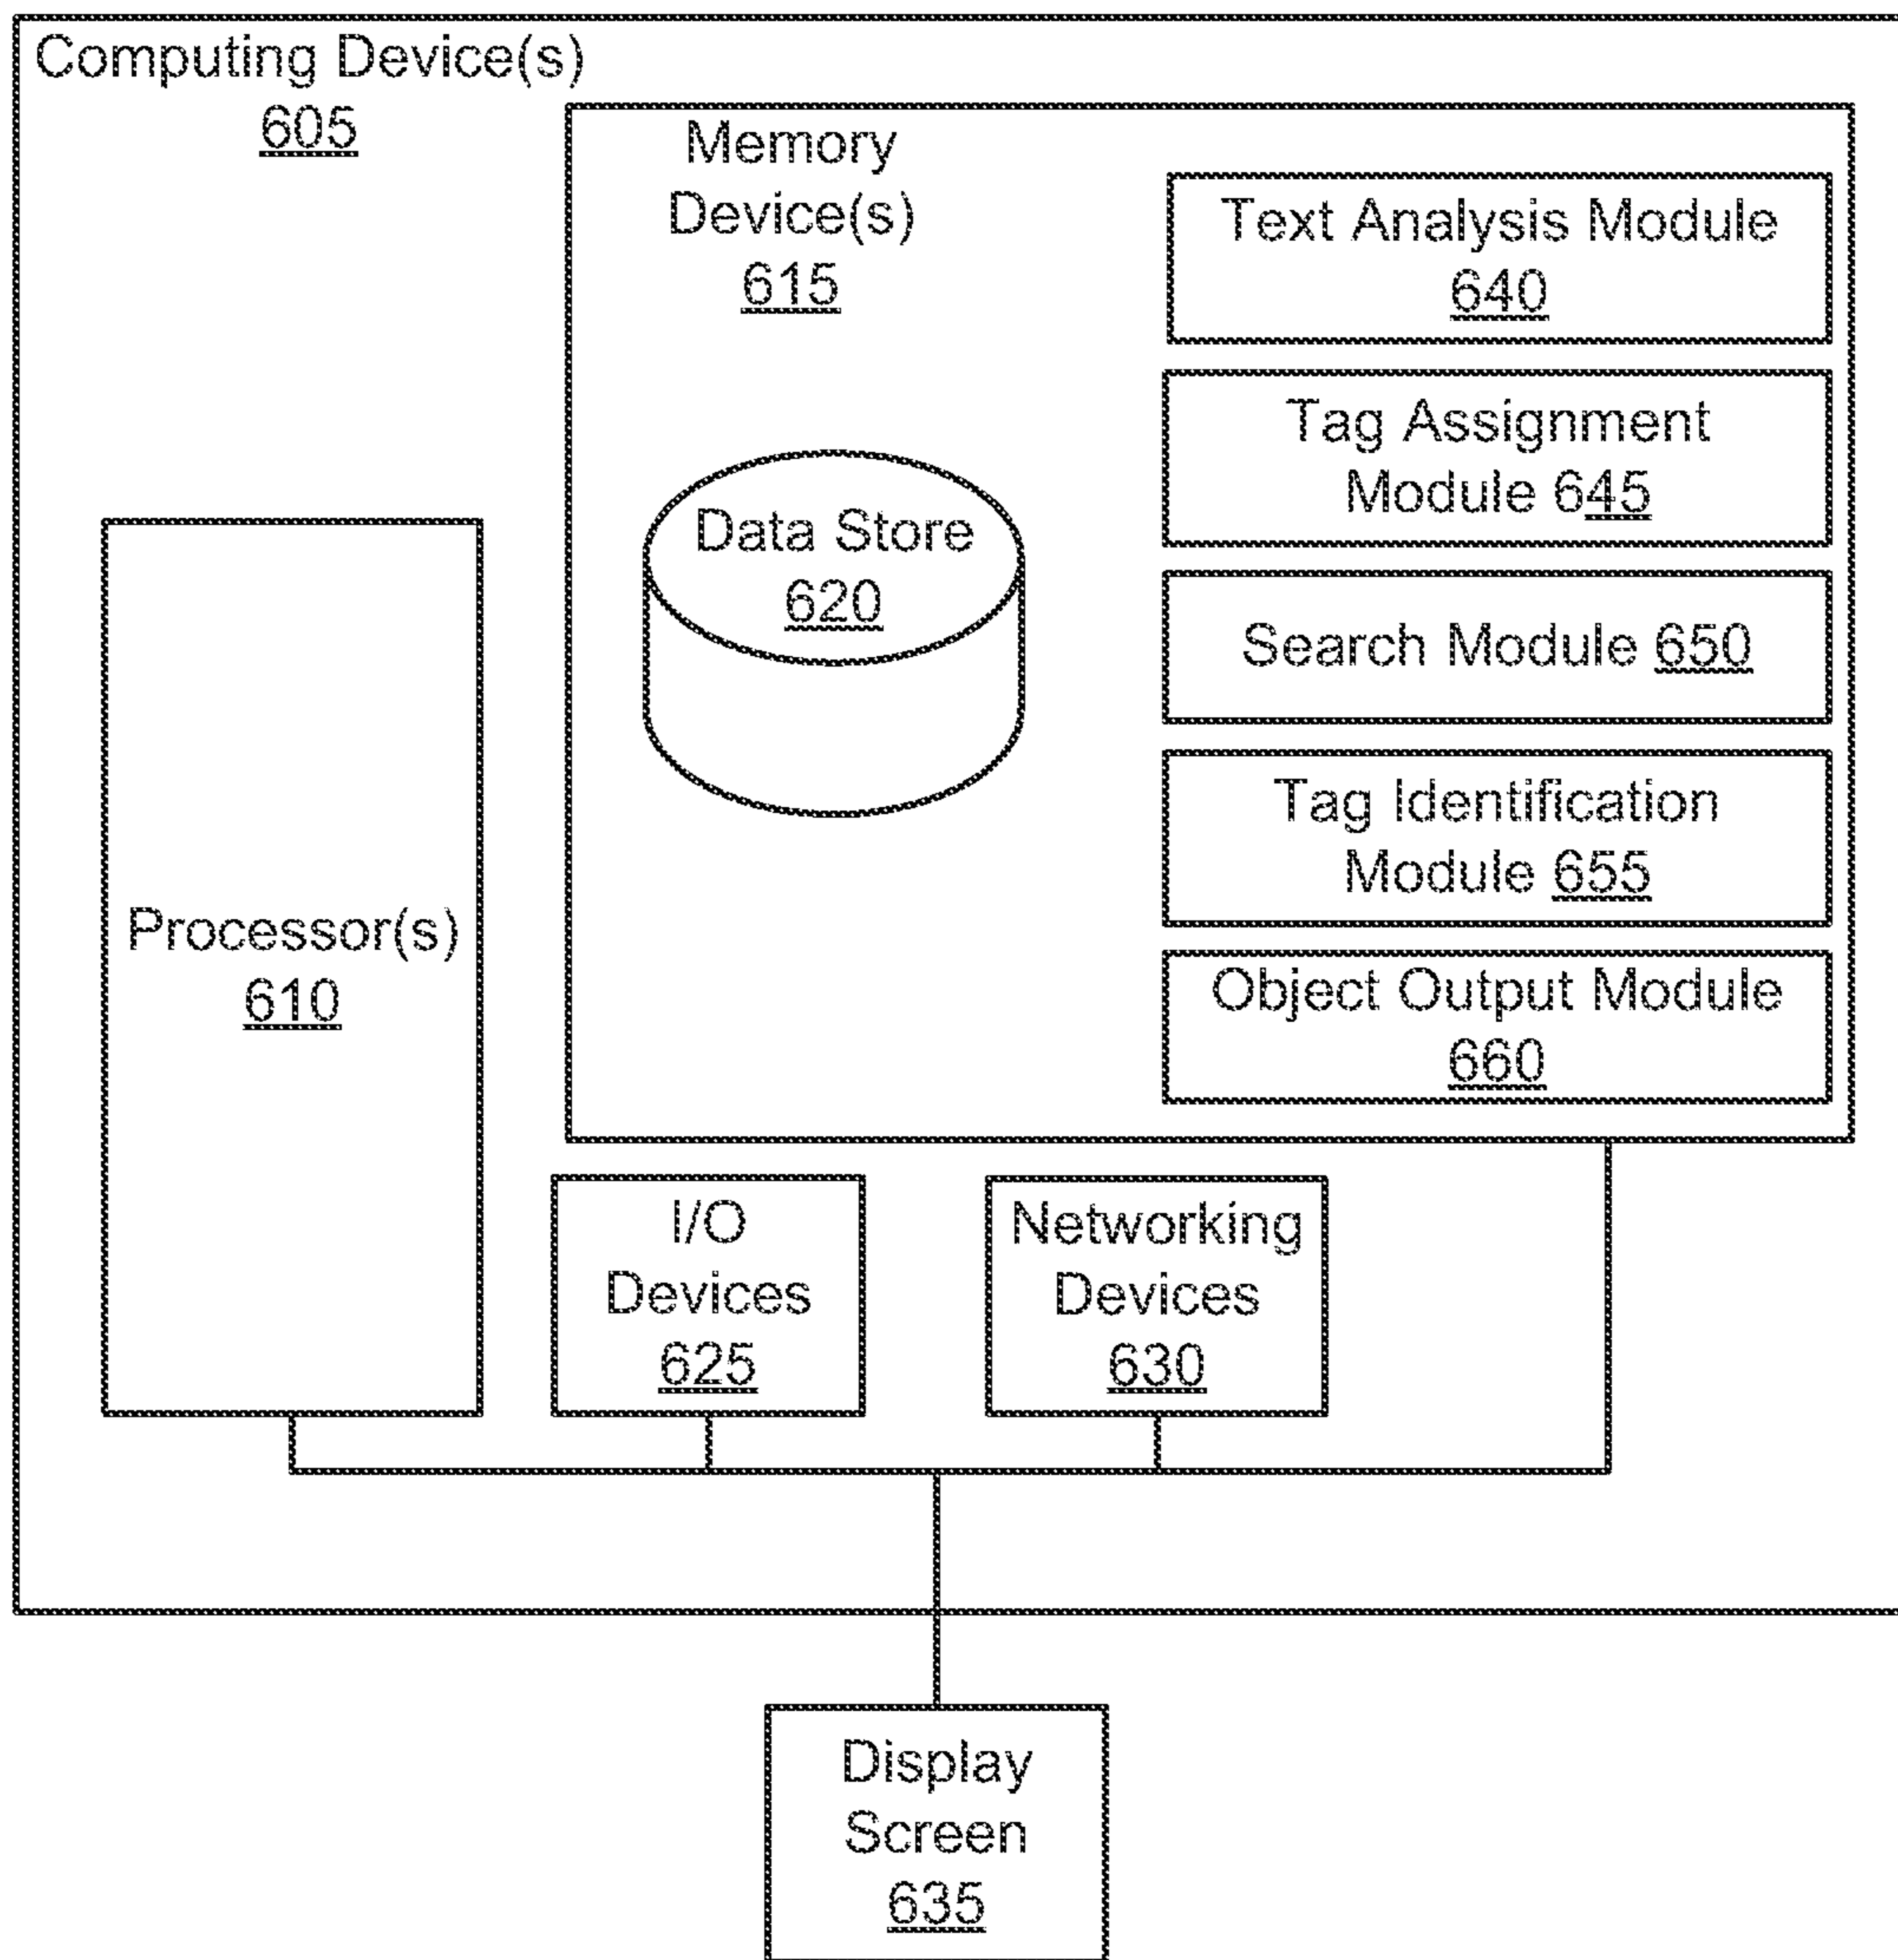 Computing Device(s)
605
Memory
Device(s)
615
Text Analysis Module
640
Tag Assignment
Module 645
Data Store
620
Search Module 650
Tag Identification
Module 655
Object Output Module
660
Processor(s)
610
I/O
Devices
625
Networking
Devices
630
Display
Screen
635